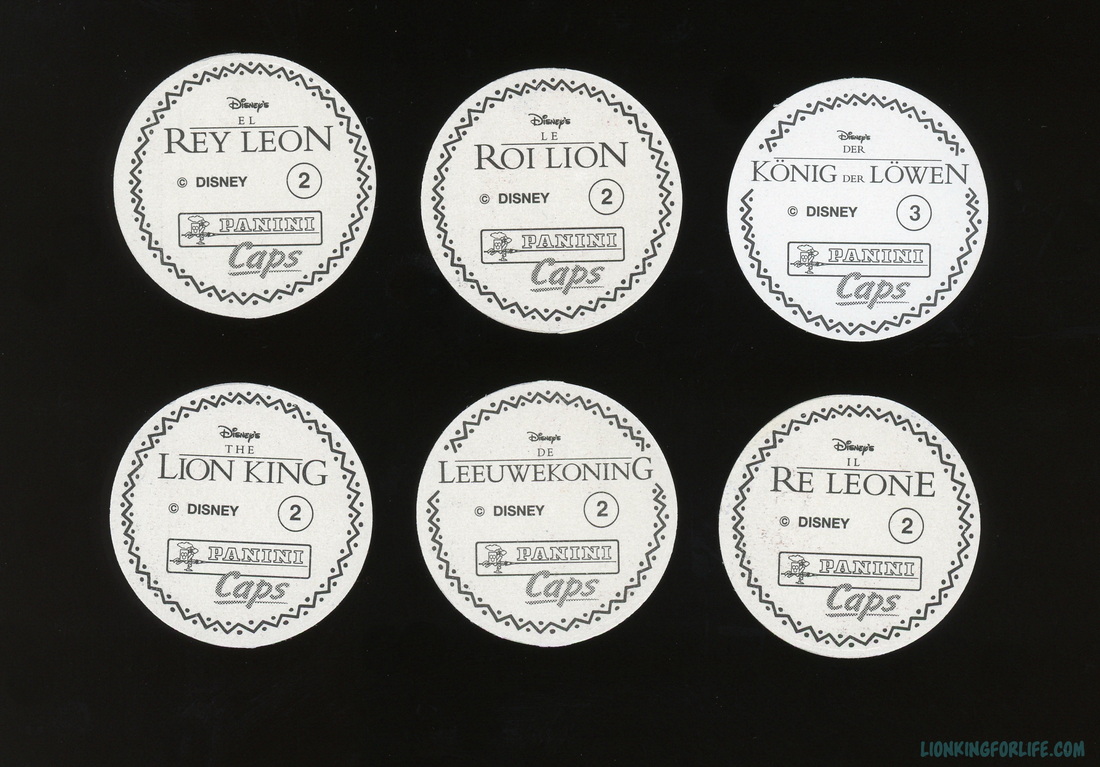 Disney's
EL
REY LEON
© DISNEY 2
PANINI
Caps
Disney's
LE
ROI LION
© DISNEY 2
PANINI
Caps
Disney's
DER
KÖNIG DER LÖWEN
© DISNEY 3
PANINI
Caps
Disney's
THE
LION KING
© DISNEY 2
PANINI
Caps
Disney's
DE
LEEUWEKONING
© DISNEY 2
PANINI
Caps
Disney's
IL
RE LEONE
© DISNEY 2
PANINI
Caps
LIONKINGFORLIFE.COM